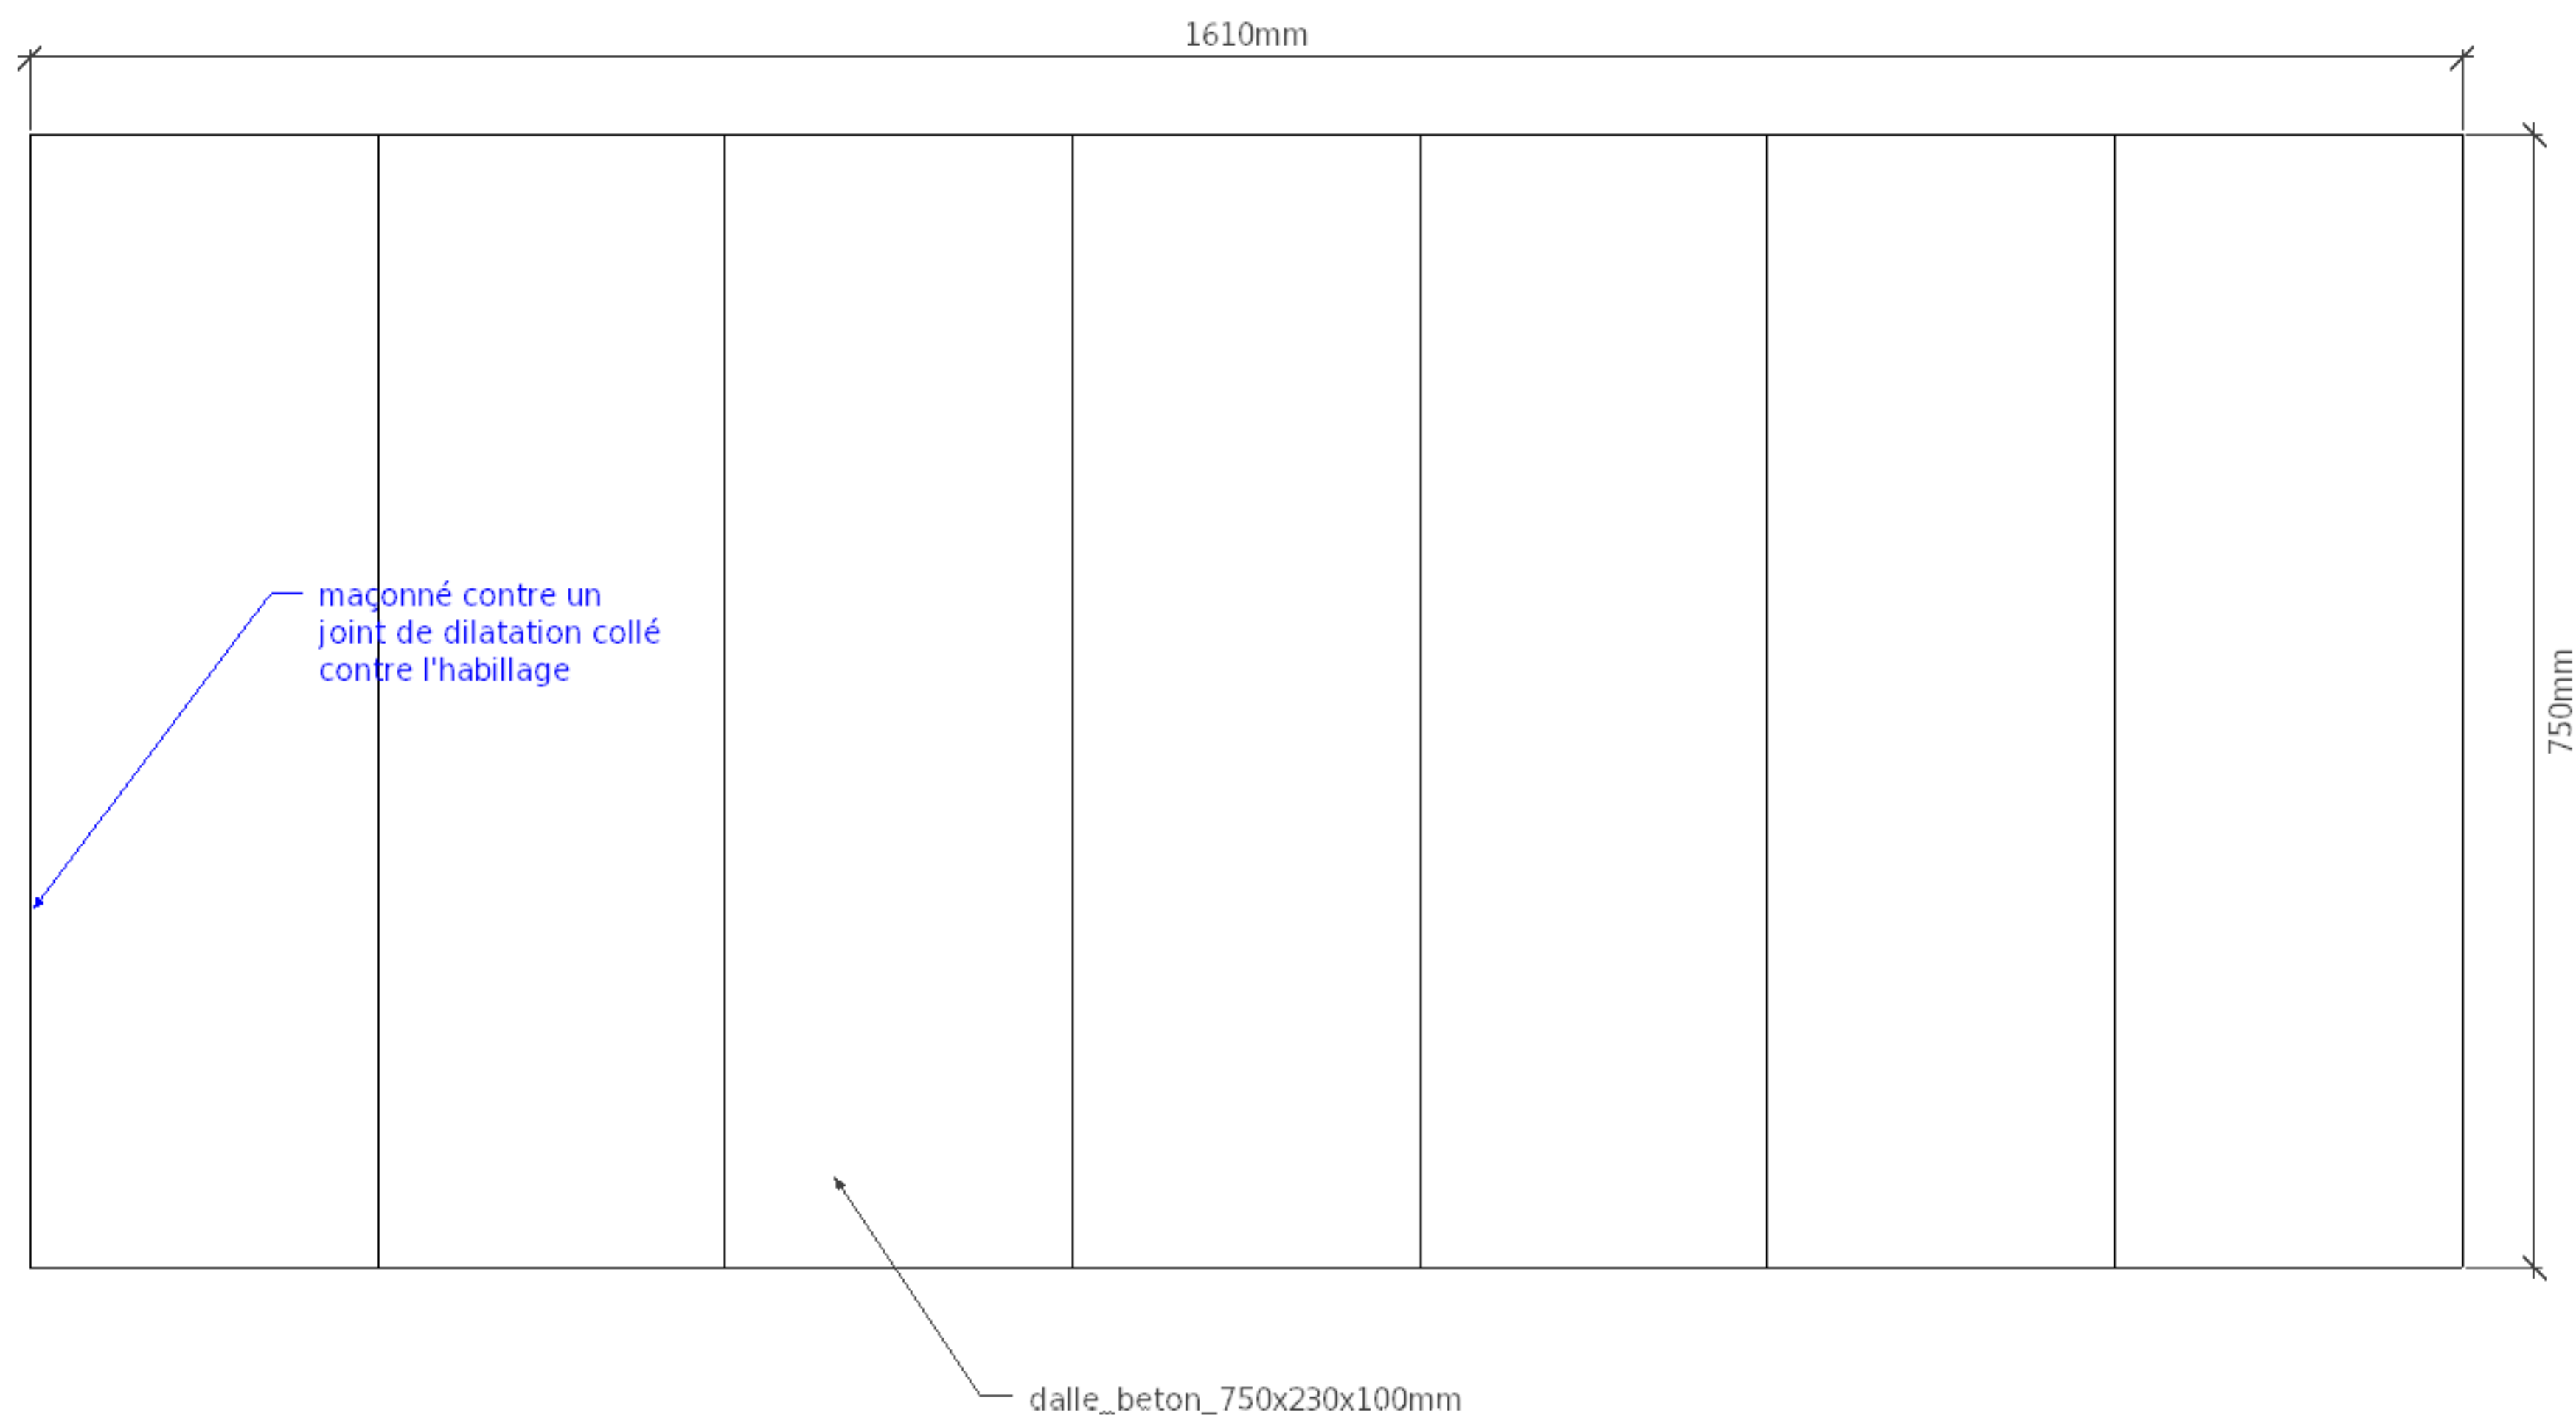 1610mm
maçonné contre un
joint de dilatation collé
contre l'habillage
750mm
dalle_beton_750x230x100mm